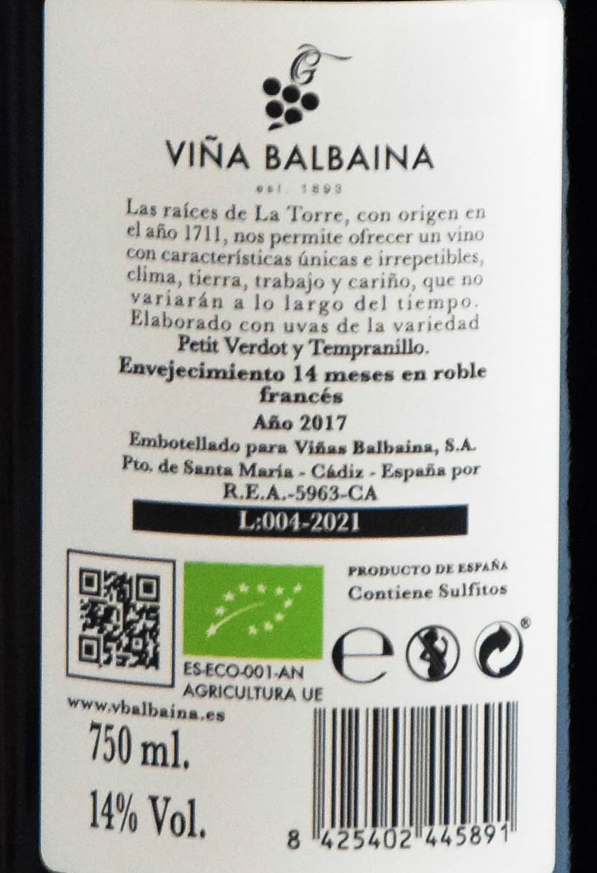 G
VIÑA BALBAINA
est. 1893
Las raíces de La Torre, con origen en
el año 1711, nos permite ofrecer un vino
con características únicas e irrepetibles,
clima, tierra, trabajo y cariño, que no
variarán a lo largo del tiempo.
Elaborado con uvas de la variedad
Petit Verdot y Tempranillo.
Envejecimiento 14 meses en roble
francés
Año 2017
Embotellado para Viñas Balbaina, S.A.
Pto. de Santa María - Cádiz - España por
R.E.A.-5963-CA
L:004-2021
PRODUCTO DE ESPAÑA
Contiene Sulfitos
e
®
ES-ECO-001-AN
AGRICULTURA UE
www.vbalbaina.es
750 ml.
14% Vol.
8 425402 445891